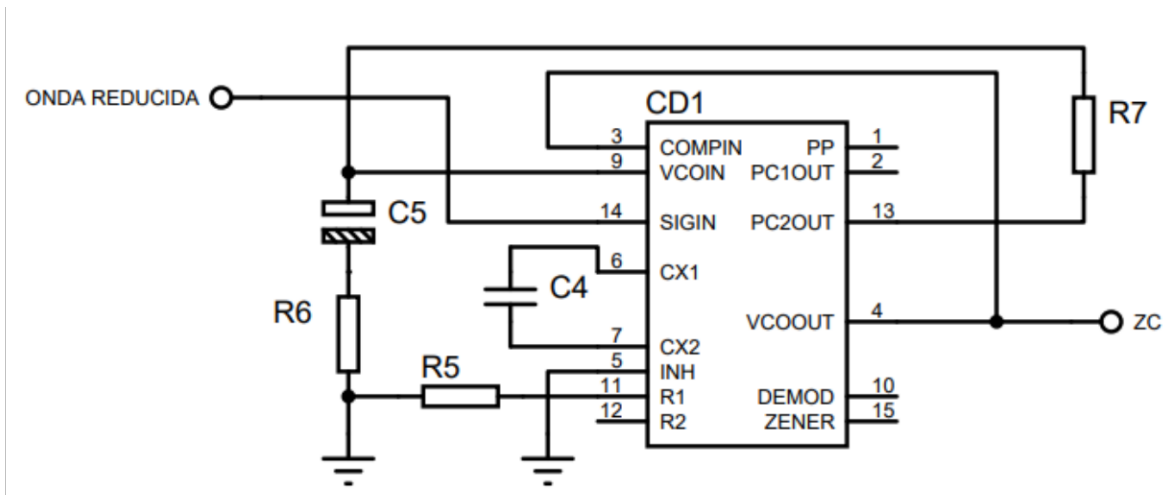 ONDA REDUCIDA
CD1
R7
3 COMPIN PP 1
9 VCOIN PC1OUT 2
C5
14 SIGIN PC2OUT 13
6 CX1
C4
R6
VCOOUT 4
ZC
7 CX2
R5
5 INH
11 R1 DEMOD 10
12 R2 ZENER 15